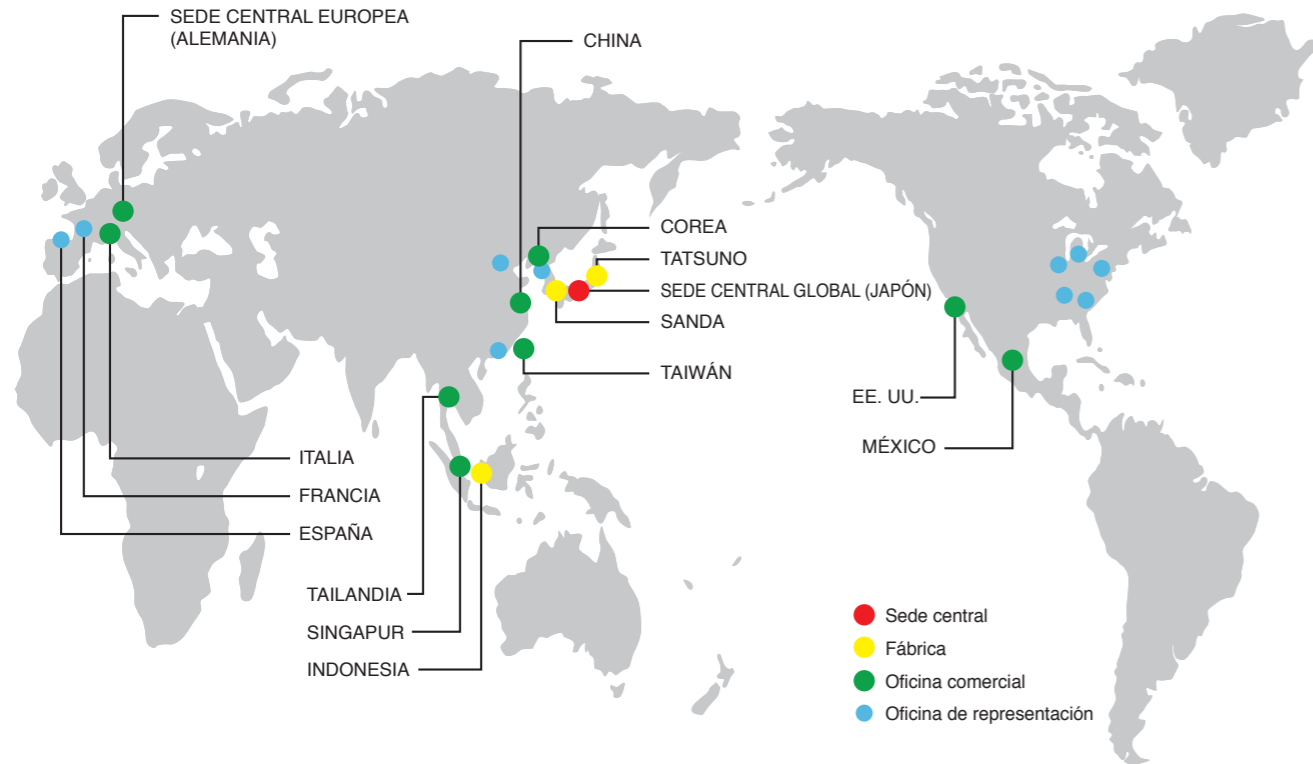 SEDE CENTRAL EUROPEA
(ALEMANIA)
CHINA
COREA
TATSUNO
SEDE CENTRAL GLOBAL (JAPÓN)
SANDA
TAIWÁN
EE. UU.
MÉXICO
ITALIA
FRANCIA
ESPAÑA
TAILANDIA
SINGAPUR
INDONESIA
Sede central
Fábrica
Oficina comercial
Oficina de representación